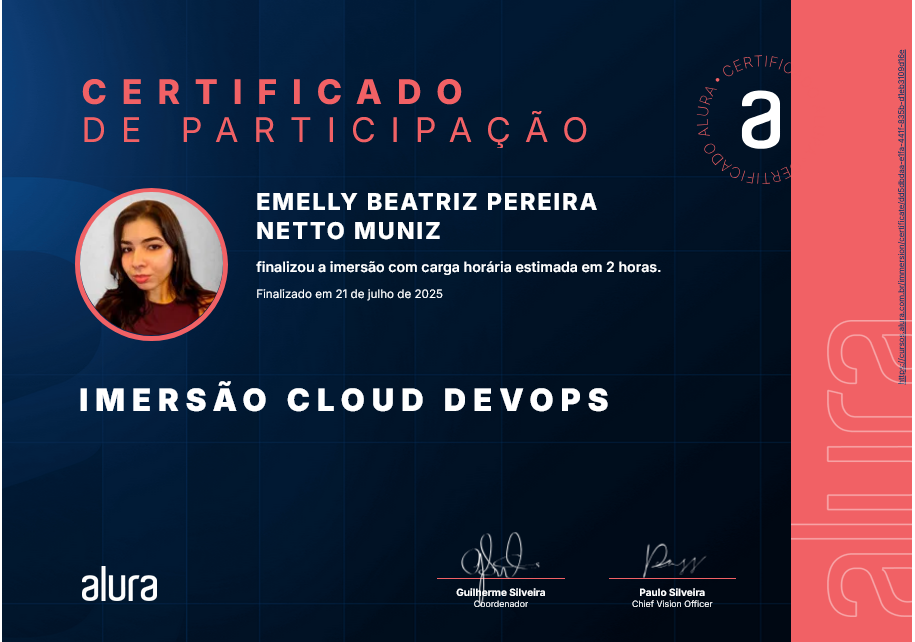 CERTIFICADO
DE PARTICIPAÇÃO
CERTIFICADO ALURA • CERTIFIC
a
EMELLY BEATRIZ PEREIRA
NETTO MUNIZ
finalizou a imersão com carga horária estimada em 2 horas.
Finalizado em 21 de julho de 2025
IMERSÃO CLOUD DEVOPS
alura
Guilherme Silveira
Coordenador
Paulo Silveira
Chief Vision Officer
alura